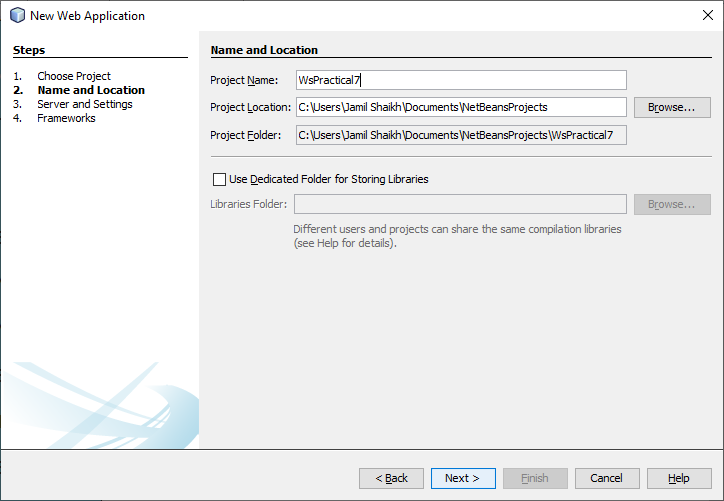 New Web Application
Steps
1. Choose Project
2. Name and Location
3. Server and Settings
4. Frameworks
Name and Location
Project Name: WsPractical7
Project Location: C:\Users\Jamil Shaikh\Documents\NetBeansProjects Browse...
Project Folder: C:\Users\Jamil Shaikh\Documents\NetBeansProjects\WsPractical7
Use Dedicated Folder for Storing Libraries
Libraries Folder: Browse...
Different users and projects can share the same compilation libraries
(see Help for details).
< Back Next > Finish Cancel Help